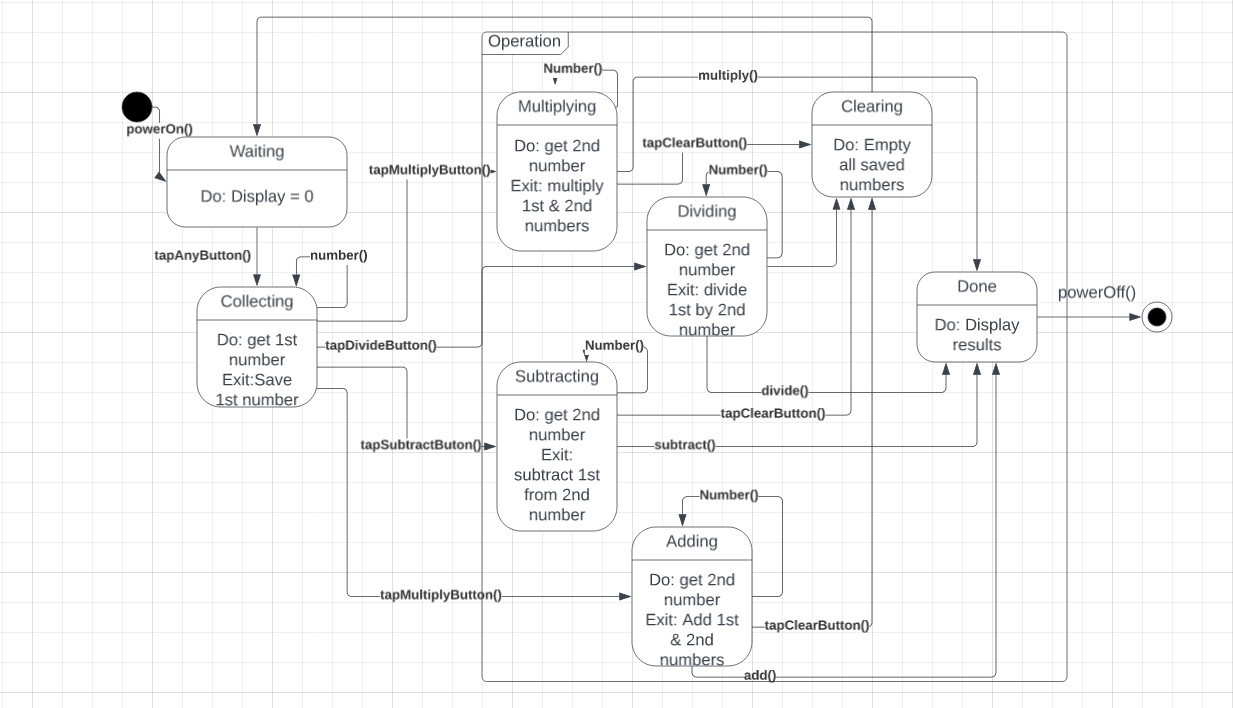 Operation
Number()
multiply()
Multiplying
Clearing
powerOn()
Waiting
Do: get 2nd
number
Exit: multiply
1st & 2nd
numbers
tapClearButton()
Do: Empty
all saved
numbers
tapMultiplyButton()
Number()
Do: Display = 0
Dividing
tapAnyButton()
number()
Do: get 2nd
number
Exit: divide
1st by 2nd
number
Collecting
Done
powerOff()
Do: get 1st
number
Exit:Save
1st number
tapDivideButton()
Do: Display
results
Number()
Subtracting
divide()
Do: get 2nd
number
Exit:
subtract 1st
from 2nd
number
tapClearButton()
tapSubtractButon()
subtract()
Number()
Adding
Do: get 2nd
number
Exit: Add 1st
& 2nd
numbers
tapMultiplyButton()
tapClearButton()
add()